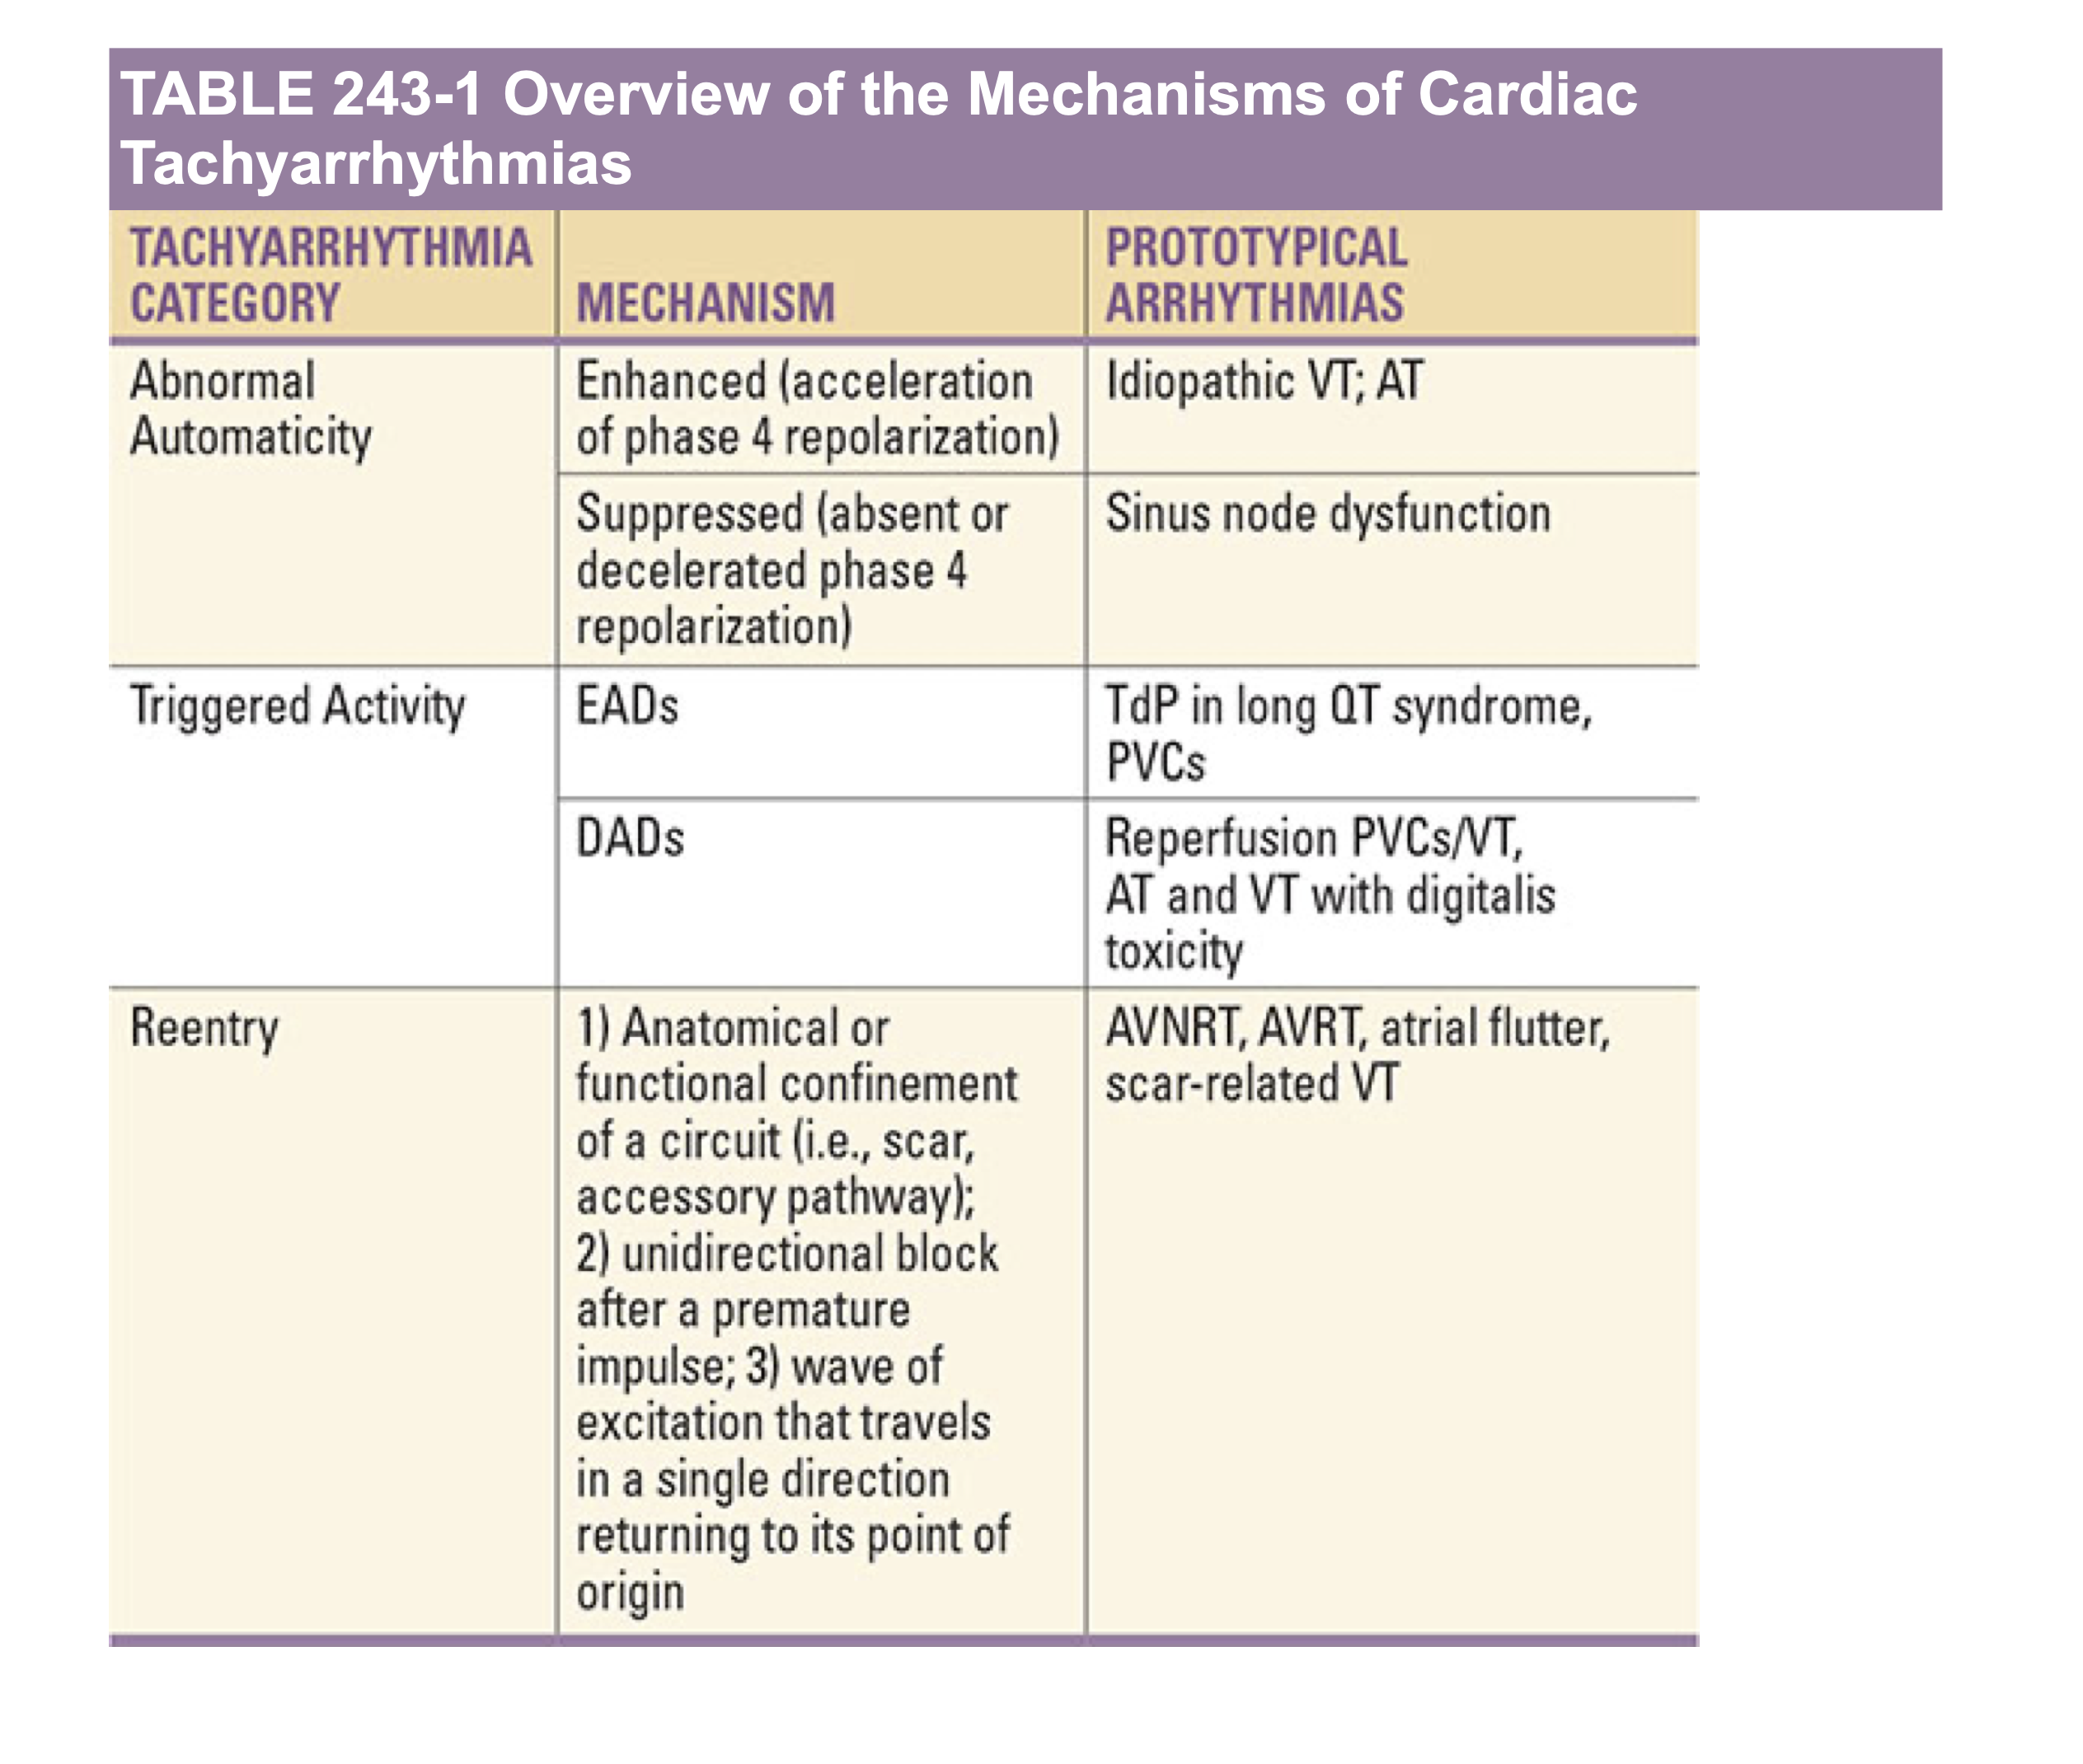 TABLE 243-1 Overview of the Mechanisms of Cardiac
Tachyarrhythmias
TACHYARRHYTHMIA
CATEGORY
MECHANISM
PROTOTYPICAL
ARRHYTHMIAS
Abnormal
Automaticity
Enhanced (acceleration
of phase 4 repolarization)
Idiopathic VT; AT
Suppressed (absent or
decelerated phase 4
repolarization)
Sinus node dysfunction
Triggered Activity
EADs
TdP in long QT syndrome,
PVCs
DADs
Reperfusion PVCs/VT,
AT and VT with digitalis
toxicity
Reentry
1) Anatomical or
functional confinement
of a circuit (i.e., scar,
accessory pathway);
2) unidirectional block
after a premature
impulse; 3) wave of
excitation that travels
in a single direction
returning to its point of
origin
AVNRT, AVRT, atrial flutter,
scar-related VT